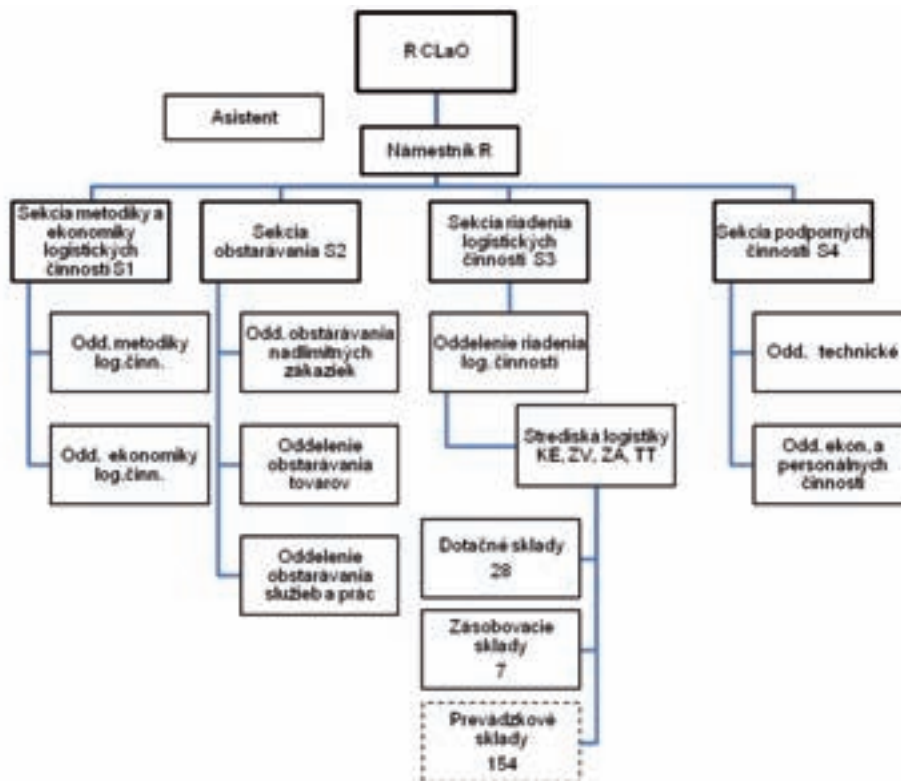 R CLaO
Asistent
Námestník R
Sekcia metodiky a
ekonomiky
logistických
činností S1
Sekcia
obstarávania S2
Sekcia riadenia
logistických
činností S3
Sekcia podporných
činností S4
Odd. metodiky
log.činn.
Odd. ekonomiky
log.činn.
Odd. obstarávania
nadlimitných
zákaziek
Oddelenie
obstarávania
tovarov
Oddelenie
obstarávania
služieb a prác
Oddelenie riadenia
log. činností
Strediská logistiky
KE, ZV, ZA, TT
Dotačné sklady
28
Zásobovacie
sklady
7
Prevádzkové
sklady
154
Odd. technické
Odd. ekon. a
personálnych
činností